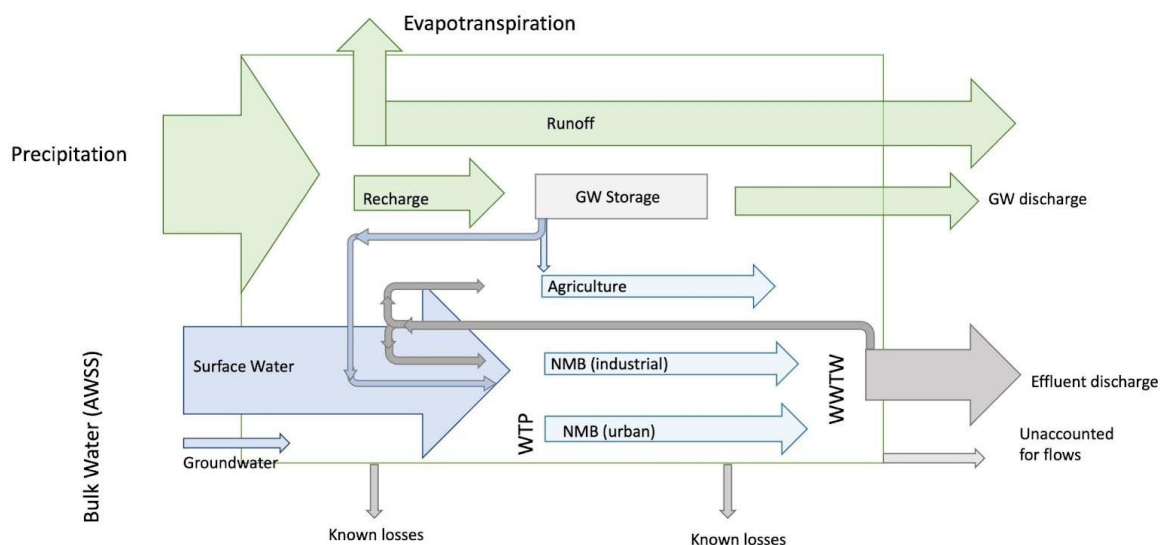 Evapotranspiration
Runoff
Precipitation
Recharge
GW Storage
GW discharge
Agriculture
Surface Water
NMB (industrial)
WWTW
Effluent discharge
Bulk Water (AWSS)
WTP
NMB (urban)
Groundwater
Unaccounted
for flows
Known losses
Known losses